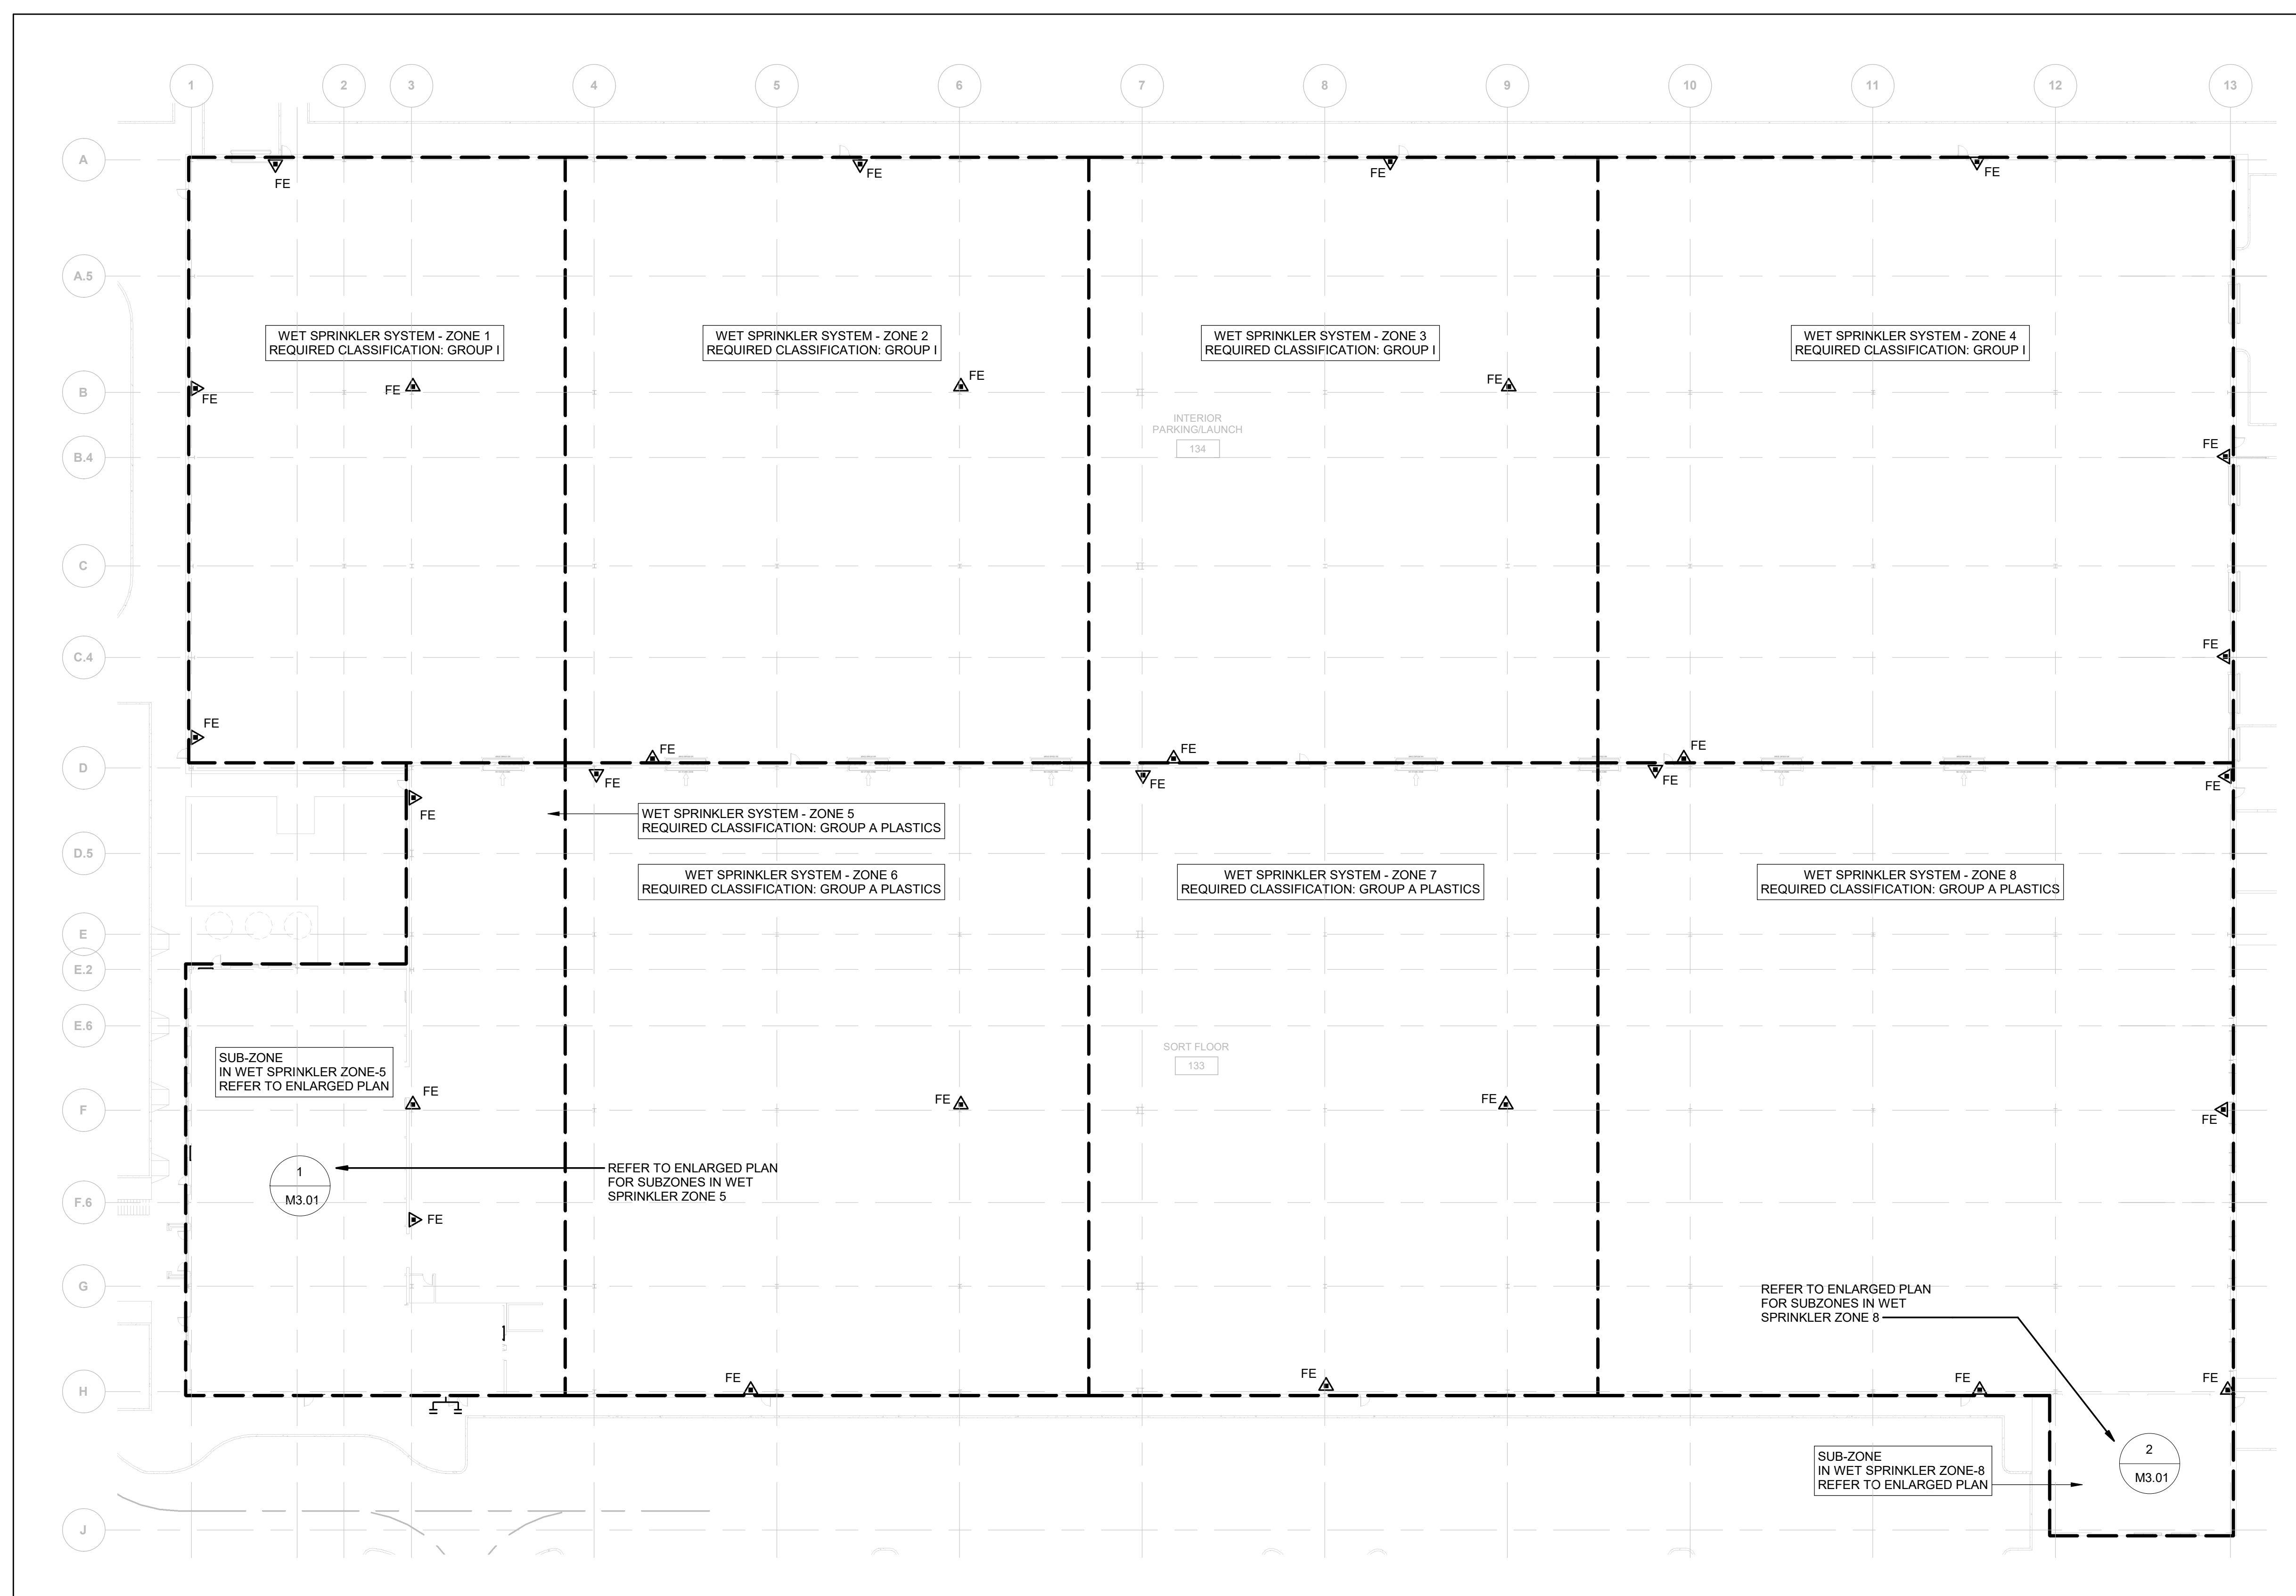 1
2
3
4
5
6
7
8
9
10
11
12
13
A
FE
FE
FE
FE
A.5
WET SPRINKLER SYSTEM - ZONE 1
REQUIRED CLASSIFICATION: GROUP I
WET SPRINKLER SYSTEM - ZONE 2
REQUIRED CLASSIFICATION: GROUP I
WET SPRINKLER SYSTEM - ZONE 3
REQUIRED CLASSIFICATION: GROUP I
WET SPRINKLER SYSTEM - ZONE 4
REQUIRED CLASSIFICATION: GROUP I
B
FE
FE
FE
FE
INTERIOR
PARKING/LAUNCH
134
B.4
FE
C
C.4
FE
FE
D
FE
FE
FE
FE
FE
FE
FE
FE
WET SPRINKLER SYSTEM - ZONE 5
REQUIRED CLASSIFICATION: GROUP A PLASTICS
D.5
WET SPRINKLER SYSTEM - ZONE 6
REQUIRED CLASSIFICATION: GROUP A PLASTICS
WET SPRINKLER SYSTEM - ZONE 7
REQUIRED CLASSIFICATION: GROUP A PLASTICS
WET SPRINKLER SYSTEM - ZONE 8
REQUIRED CLASSIFICATION: GROUP A PLASTICS
E
E.2
E.6
SORT FLOOR
133
SUB-ZONE
IN WET SPRINKLER ZONE-5
REFER TO ENLARGED PLAN
F
FE
FE
FE
FE
1
M3.01
REFER TO ENLARGED PLAN
FOR SUBZONES IN WET
SPRINKLER ZONE 5
F.6
FE
G
REFER TO ENLARGED PLAN
FOR SUBZONES IN WET
SPRINKLER ZONE 8
H
FE
FE
FE
FE
SUB-ZONE
IN WET SPRINKLER ZONE-8
REFER TO ENLARGED PLAN
2
M3.01
J